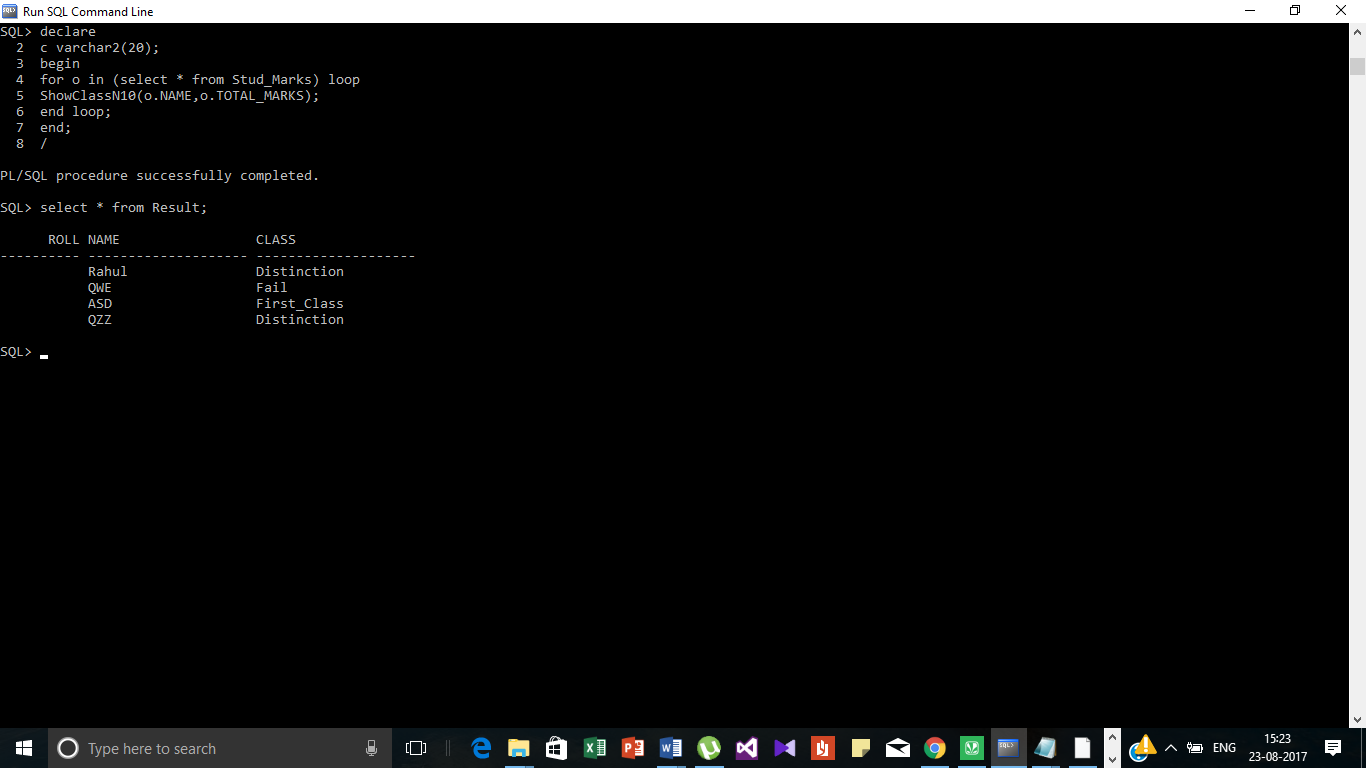 Run SQL Command Line
SQL> declare
  2  c varchar2(20);
  3  begin
  4  for o in (select * from Stud_Marks) loop
  5  ShowClassN10(o.NAME,o.TOTAL_MARKS);
  6  end loop;
  7  end;
  8  /
PL/SQL procedure successfully completed.
SQL> select * from Result;
      ROLL NAME                 CLASS
---------- -------------------- --------------------
           Rahul                Distinction
           QWE                  Fail
           ASD                  First_Class
           QZZ                  Distinction
SQL>
Type here to search
ENG
15:23
23-08-2017